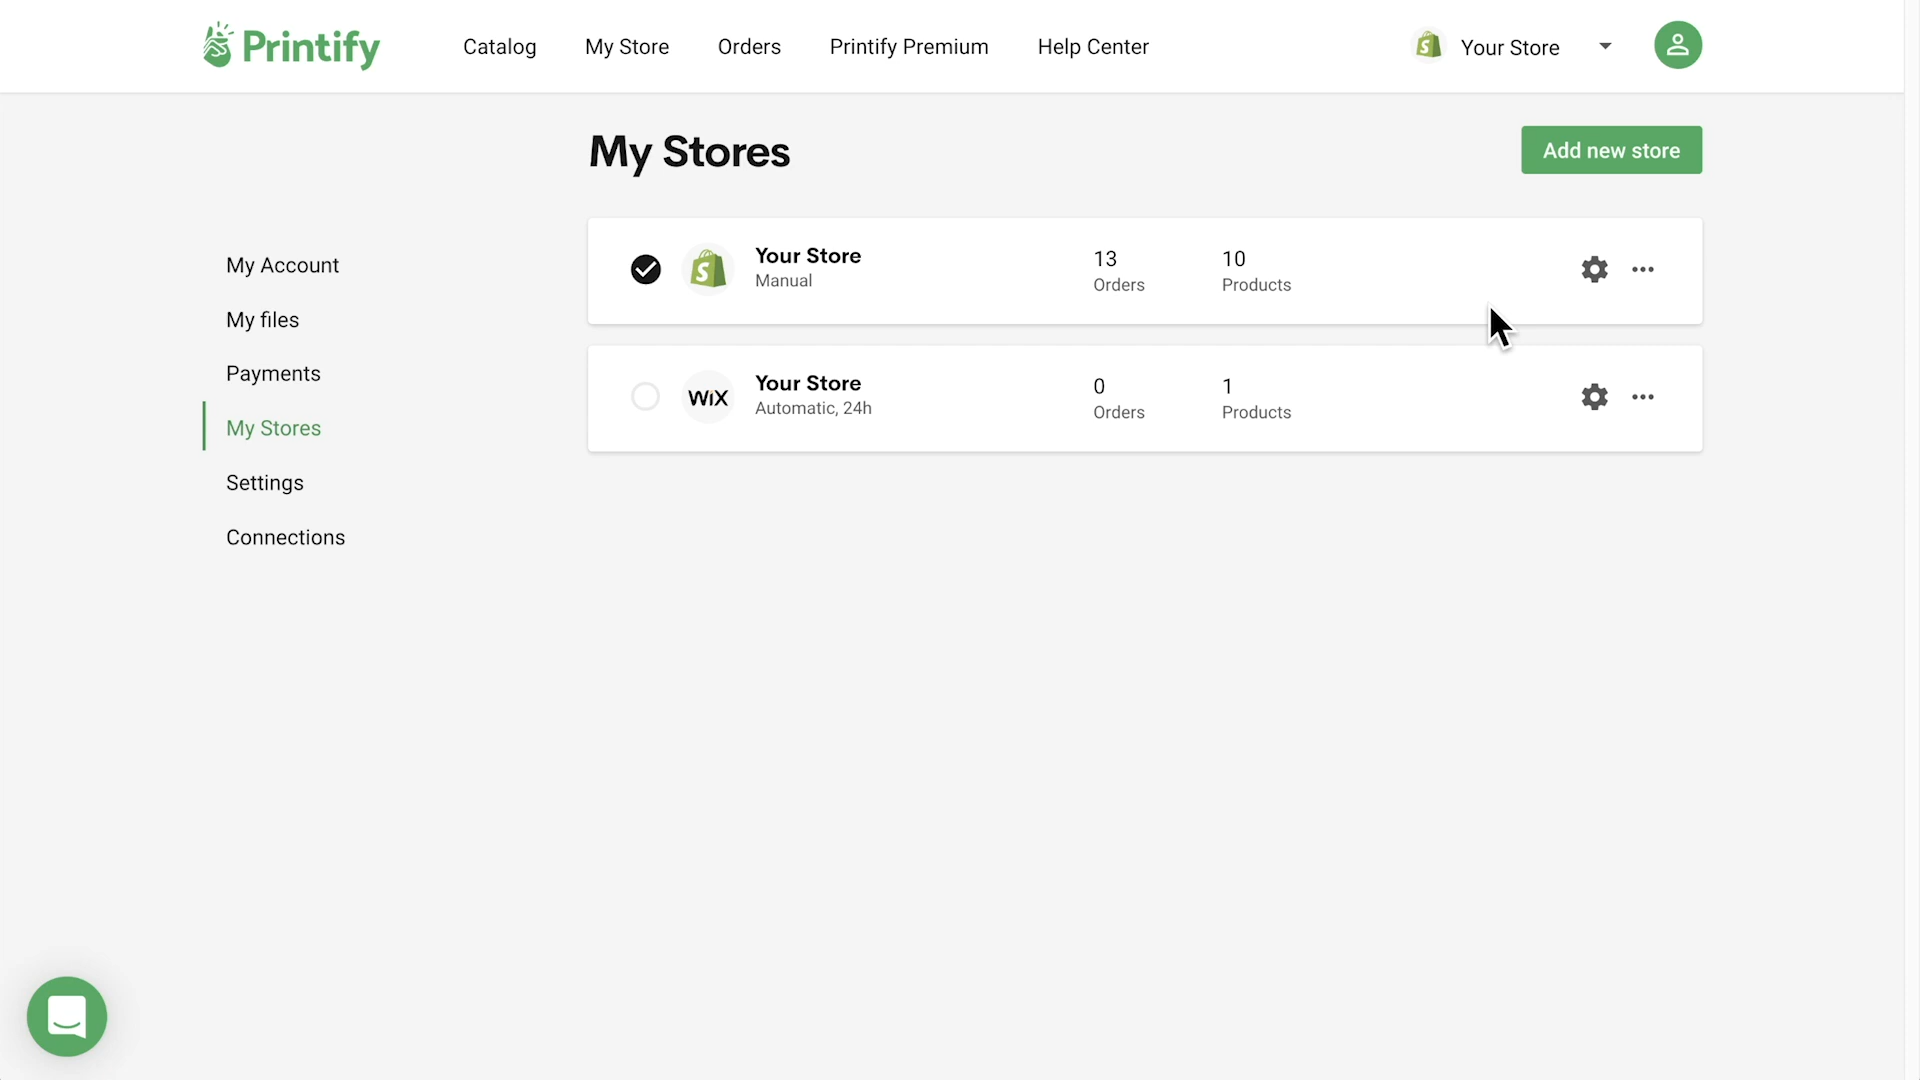 Printify
Catalog
My Store
Orders
Printify Premium
Help Center
Your Store
My Stores
Add new store
My Account
My files
Payments
My Stores
Settings
Connections
Your Store
Manual
13
Orders
10
Products
WiX
Your Store
Automatic, 24h
0
Orders
1
Products